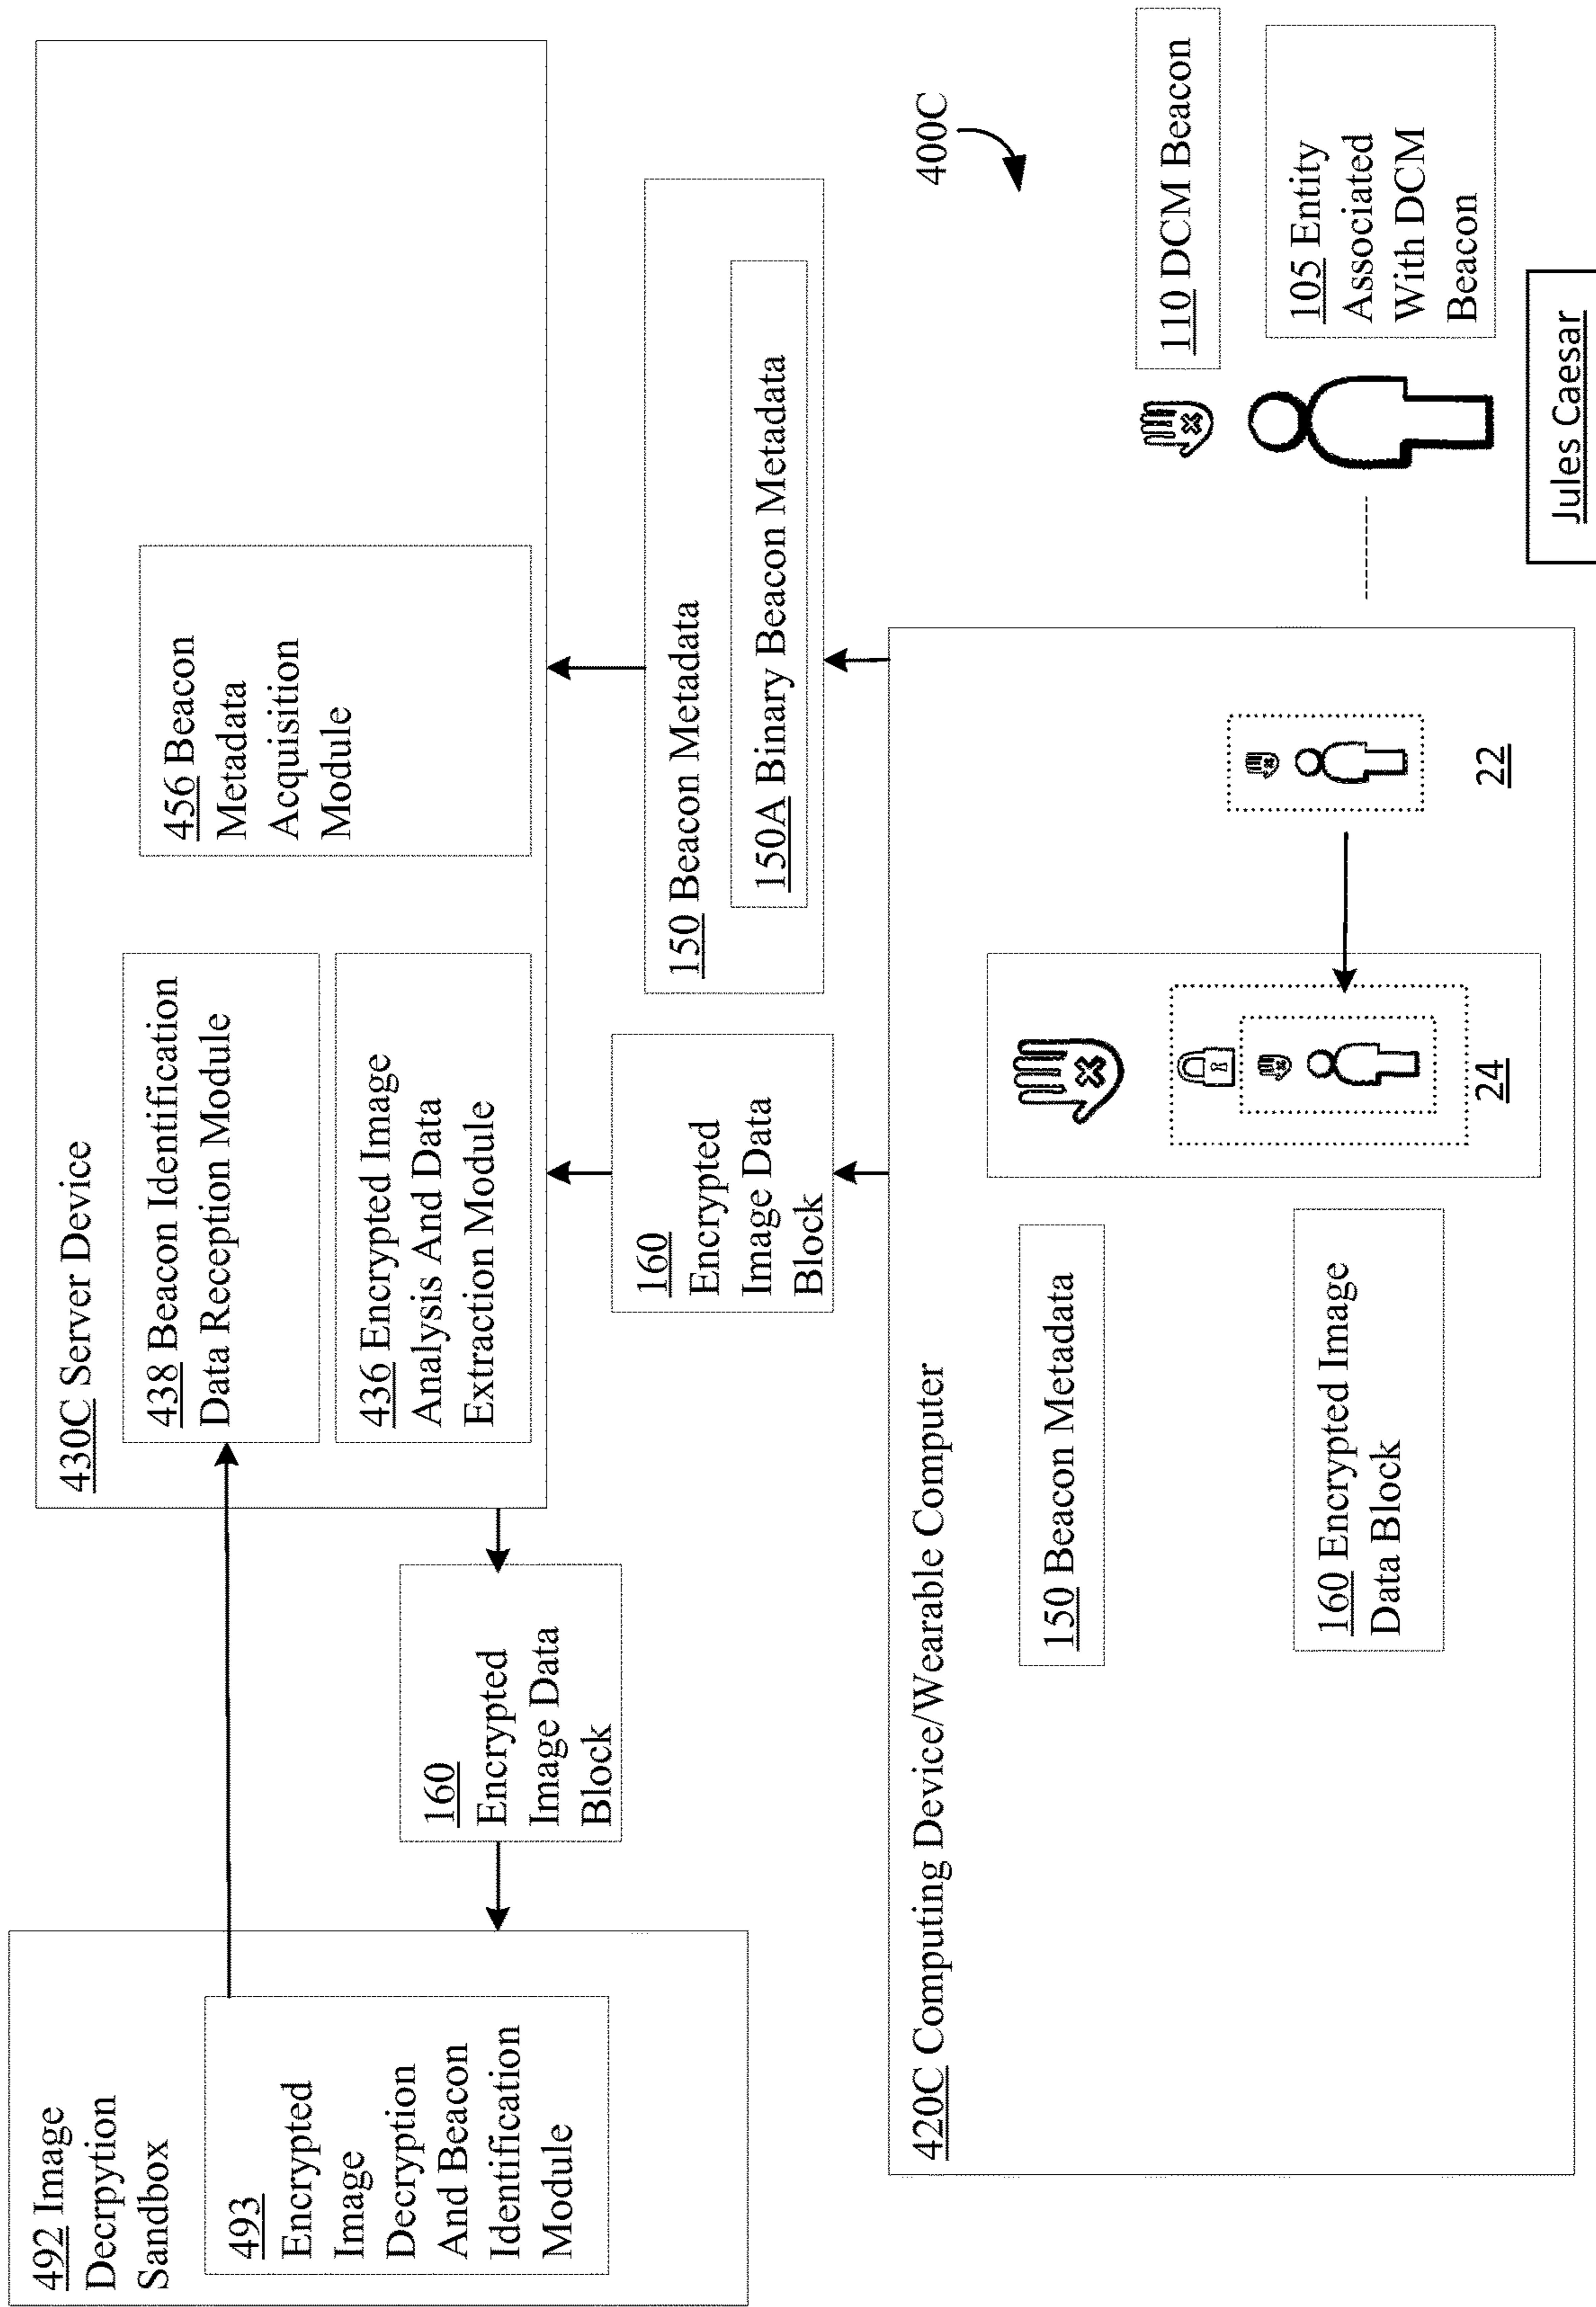 492 Image
Decrpytion
Sandbox
493
Encrypted
Image
Decryption
And Beacon
Identification
Module
160
Encrypted
Image Data
Block
430C Server Device
438 Beacon Identification
Data Reception Module
436 Encrypted Image
Analysis And Data
Extraction Module
456 Beacon
Metadata
Acquisition
Module
160
Encrypted
Image Data
Block
150 Beacon Metadata
150A Binary Beacon Metadata
420C Computing Device/Wearable Computer
150 Beacon Metadata
160 Encrypted Image
Data Block
24
22
400C
110 DCM Beacon
105 Entity
Associated
With DCM
Beacon
Jules Caesar